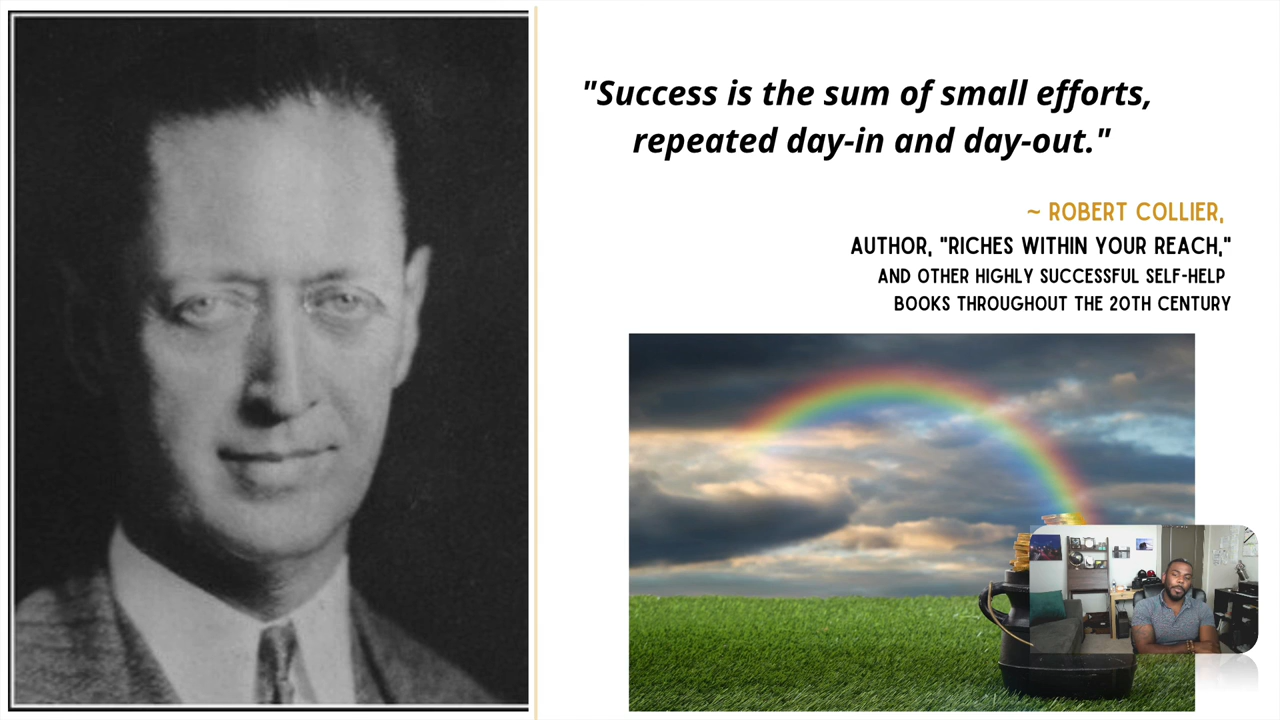 "Success is the sum of small efforts,
repeated day-in and day-out."
~ ROBERT COLLIER,
AUTHOR, "RICHES WITHIN YOUR REACH,"
AND OTHER HIGHLY SUCCESSFUL SELF-HELP
BOOKS THROUGHOUT THE 20TH CENTURY